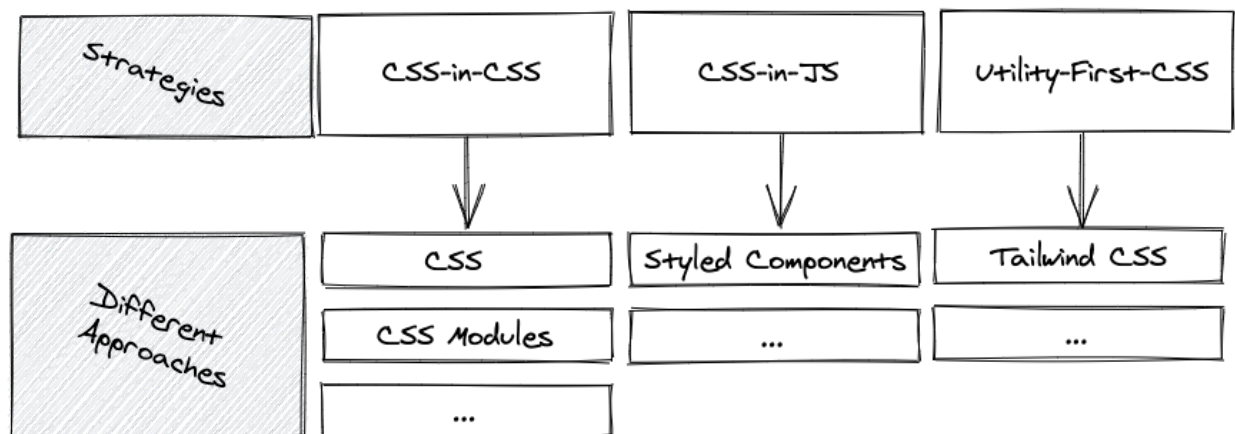 Strategies
CSS-in-CSS
CSS-in-JS
Utility-First-CSS
Different
Approaches
CSS
Styled Components
Tailwind CSS
CSS Modules
...
...
...